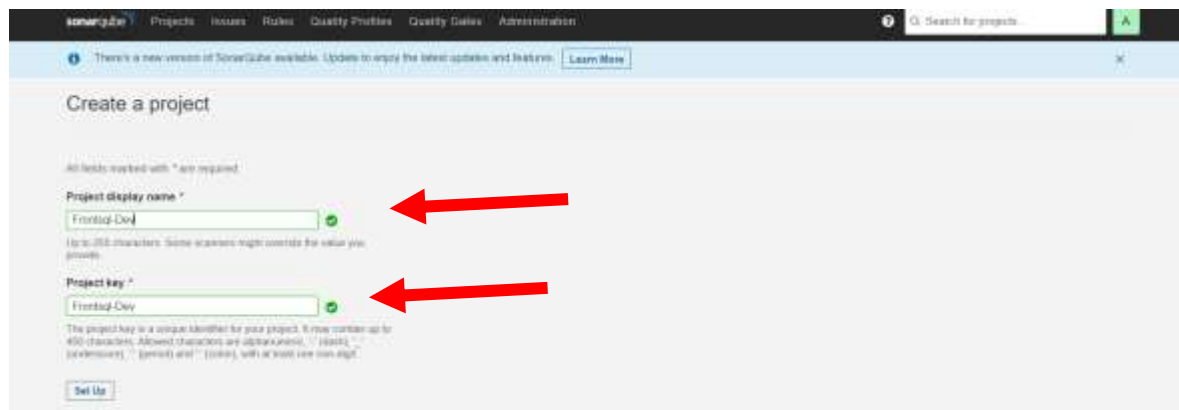 sonarqube Projects Issues Rules Quality Profiles Quality Gates Administration Search for projects... A
There's a new version of SonarQube available. Update to enjoy the latest updates and features. Learn More
Create a project
All fields marked with * are required
Project display name *
Frontsql-Dev
Up to 255 characters. Some scanners might override the value you
provide.
Project key *
Frontsql-Dev
The project key is a unique identifier for your project. It may contain up to
400 characters. Allowed characters are alphanumeric, '-' (dash), '_'
(underscore), '.' (period) and ':' (colon), with at least one non-digit.
Set Up